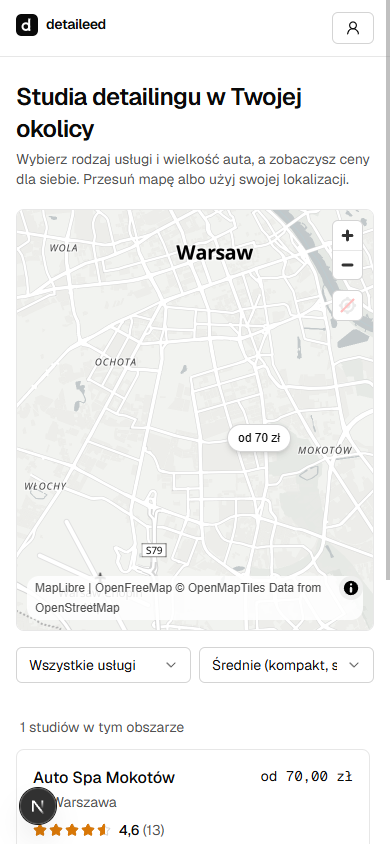 d detaileed
Studia detailingu w Twojej
okolicy
Wybierz rodzaj usługi i wielkość auta, a zobaczysz ceny
dla siebie. Przesuń mapę albo użyj swojej lokalizacji.
WOLA
Warsaw
OCHOTA
od 70 zł
MOKOTÓW
WŁOCHY
S79
MapLibre | OpenFreeMap © OpenMapTiles Data from
OpenStreetMap
Wszystkie usługi
Średnie (kompakt, s
1 studiów w tym obszarze
Auto Spa Mokotów
od 70,00 zł
Warszawa
N
4,6 (13)